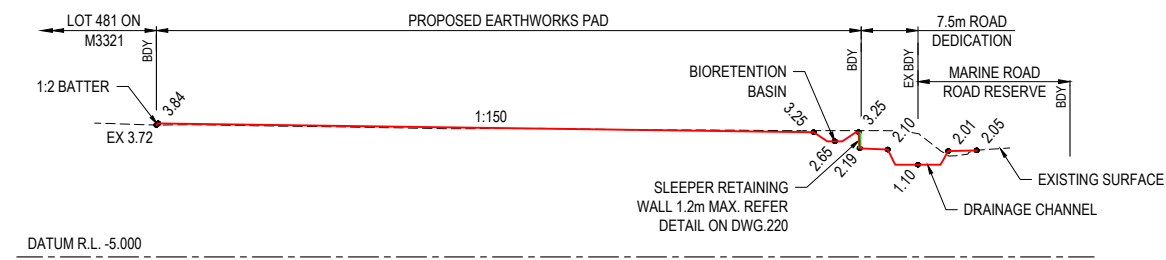 LOT 481 ON
M3321
PROPOSED EARTHWORKS PAD
7.5m ROAD
DEDICATION
BDY
BDY
EX BDY
MARINE ROAD
ROAD RESERVE
BDY
1:2 BATTER
3.84
EX 3.72
1:150
BIORETENTION
BASIN
3.25
2.65
3.25
2.19
2.10
1.10
2.01
2.05
SLEEPER RETAINING
WALL 1.2m MAX. REFER
DETAIL ON DWG.220
EXISTING SURFACE
DRAINAGE CHANNEL
DATUM R.L. -5.000